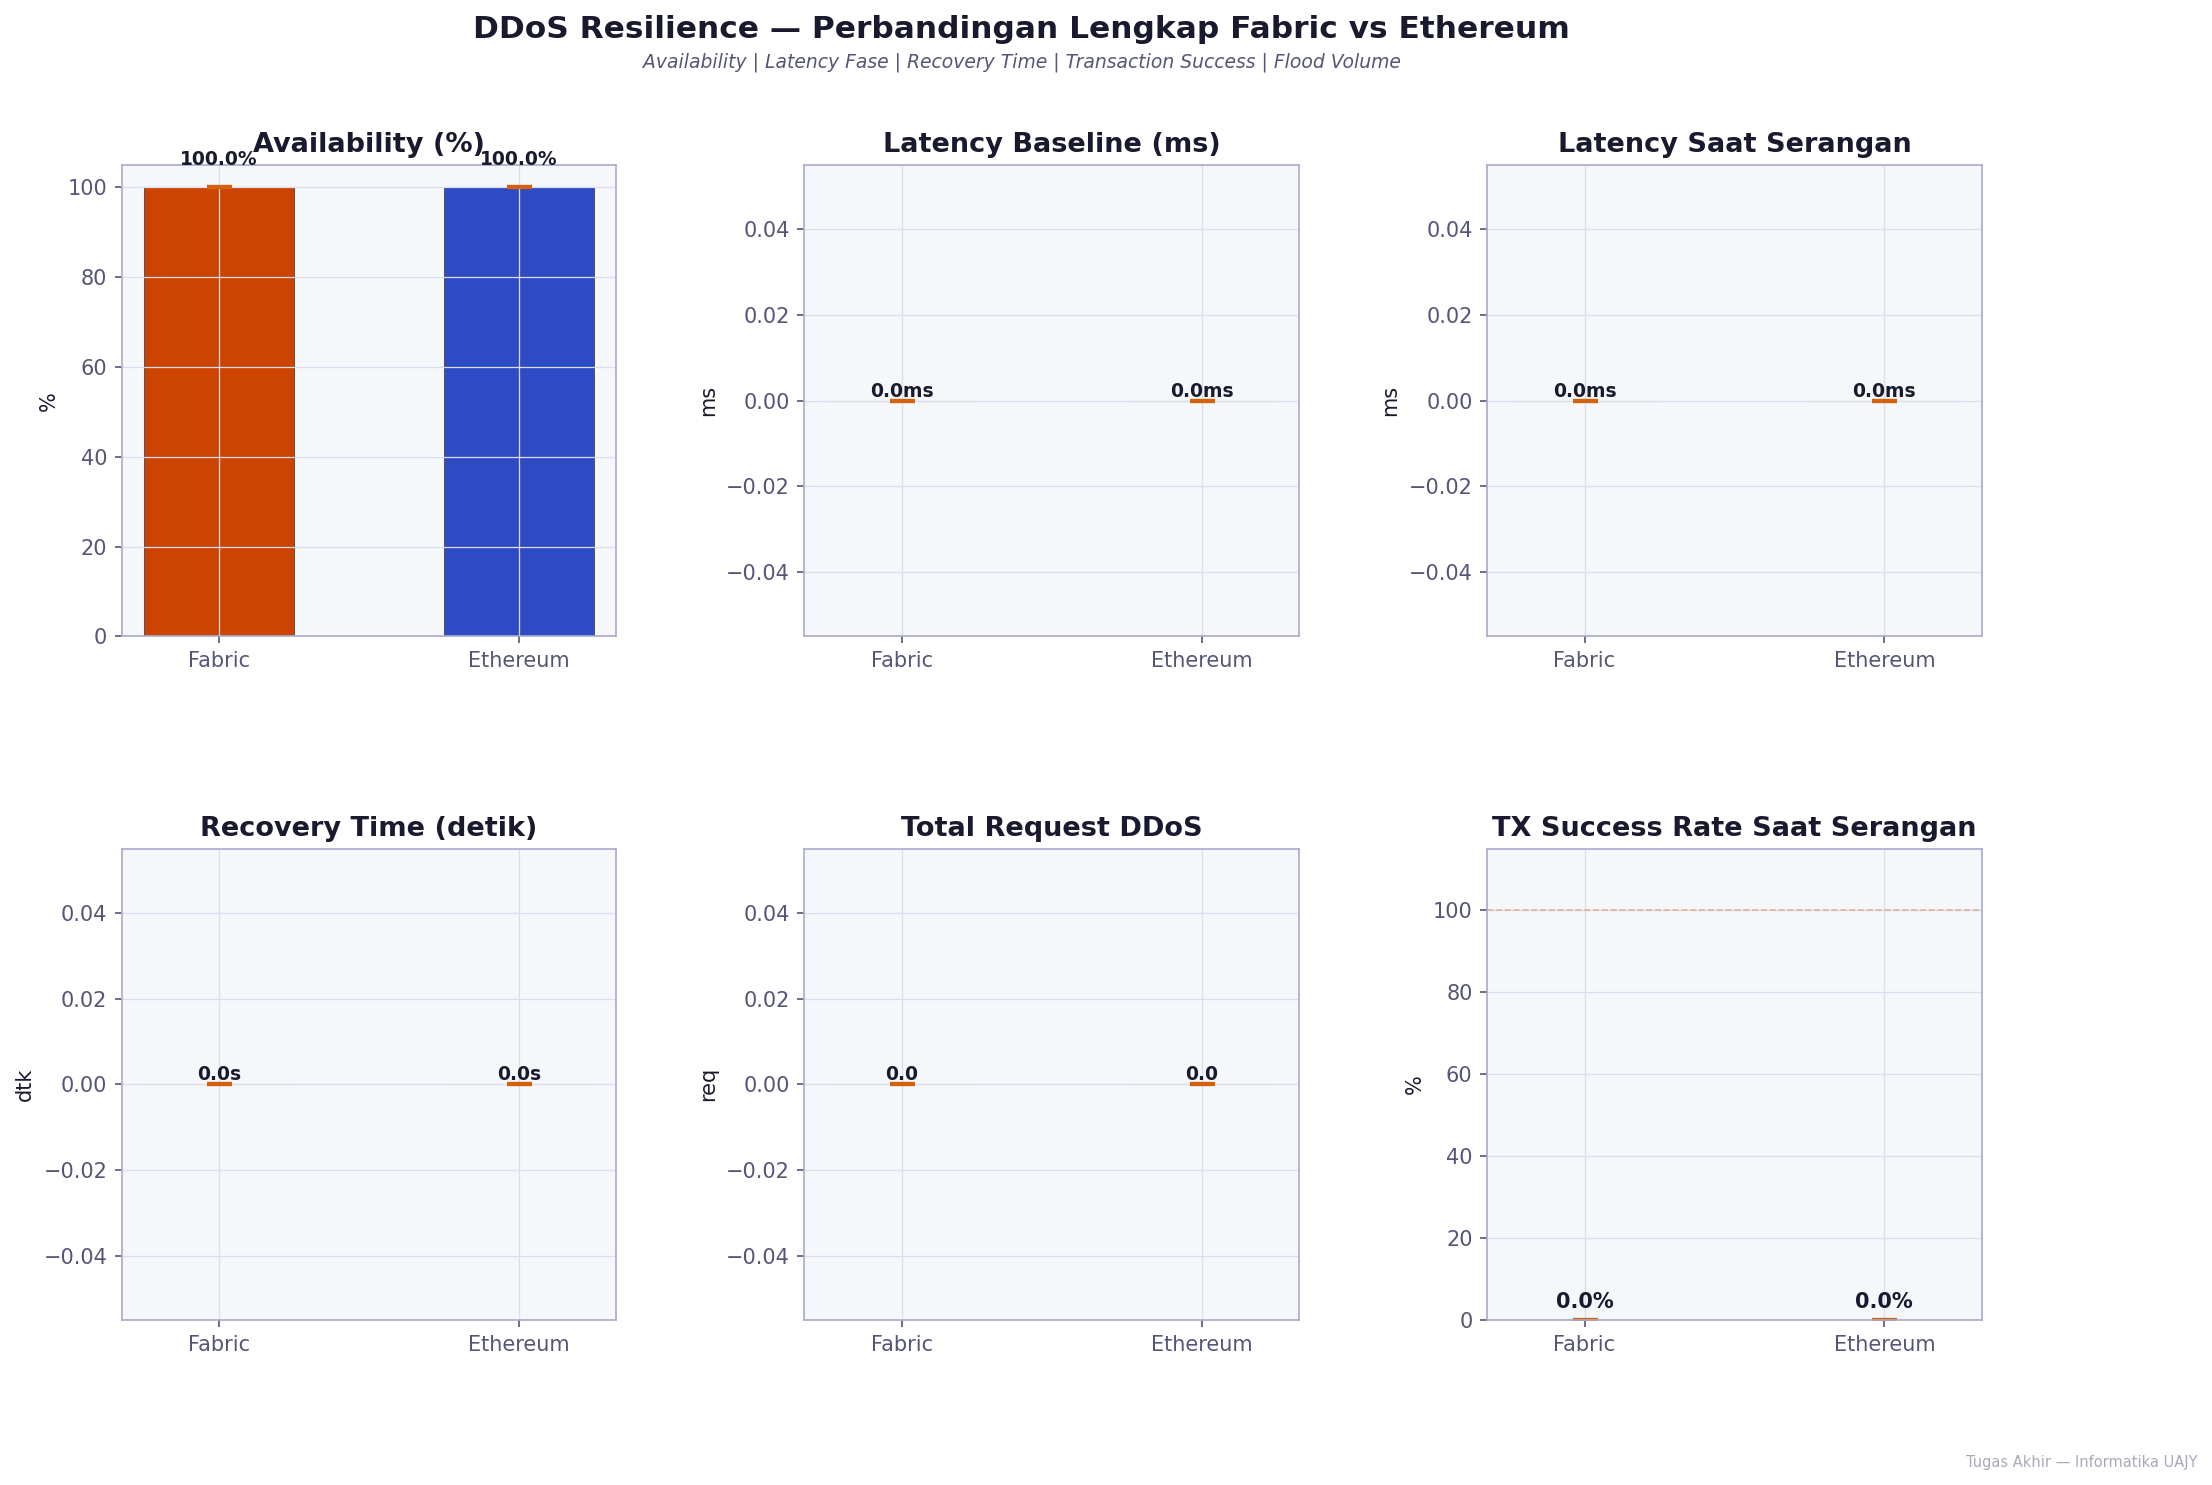 DDoS Resilience — Perbandingan Lengkap Fabric vs Ethereum
Availability | Latency Fase | Recovery Time | Transaction Success | Flood Volume
Availability (%)
100.0%
100.0%
100
80
60
40
20
0
%
Fabric
Ethereum
Latency Baseline (ms)
0.04
0.02
0.00
−0.02
−0.04
ms
0.0ms
0.0ms
Fabric
Ethereum
Latency Saat Serangan
0.04
0.02
0.00
−0.02
−0.04
ms
0.0ms
0.0ms
Fabric
Ethereum
Recovery Time (detik)
0.04
0.02
0.00
−0.02
−0.04
dtk
0.0s
0.0s
Fabric
Ethereum
Total Request DDoS
0.04
0.02
0.00
−0.02
−0.04
req
0.0
0.0
Fabric
Ethereum
TX Success Rate Saat Serangan
100
80
60
40
20
0
%
0.0%
0.0%
Fabric
Ethereum
Tugas Akhir — Informatika UAJY